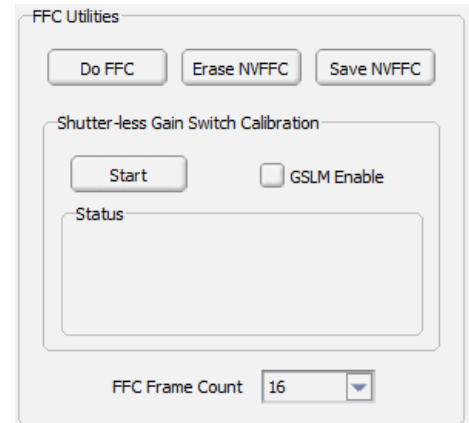 FFC Utilities
Do FFC Erase NVFFC Save NVFFC
Shutter-less Gain Switch Calibration
Start GSLM Enable
Status
FFC Frame Count 16